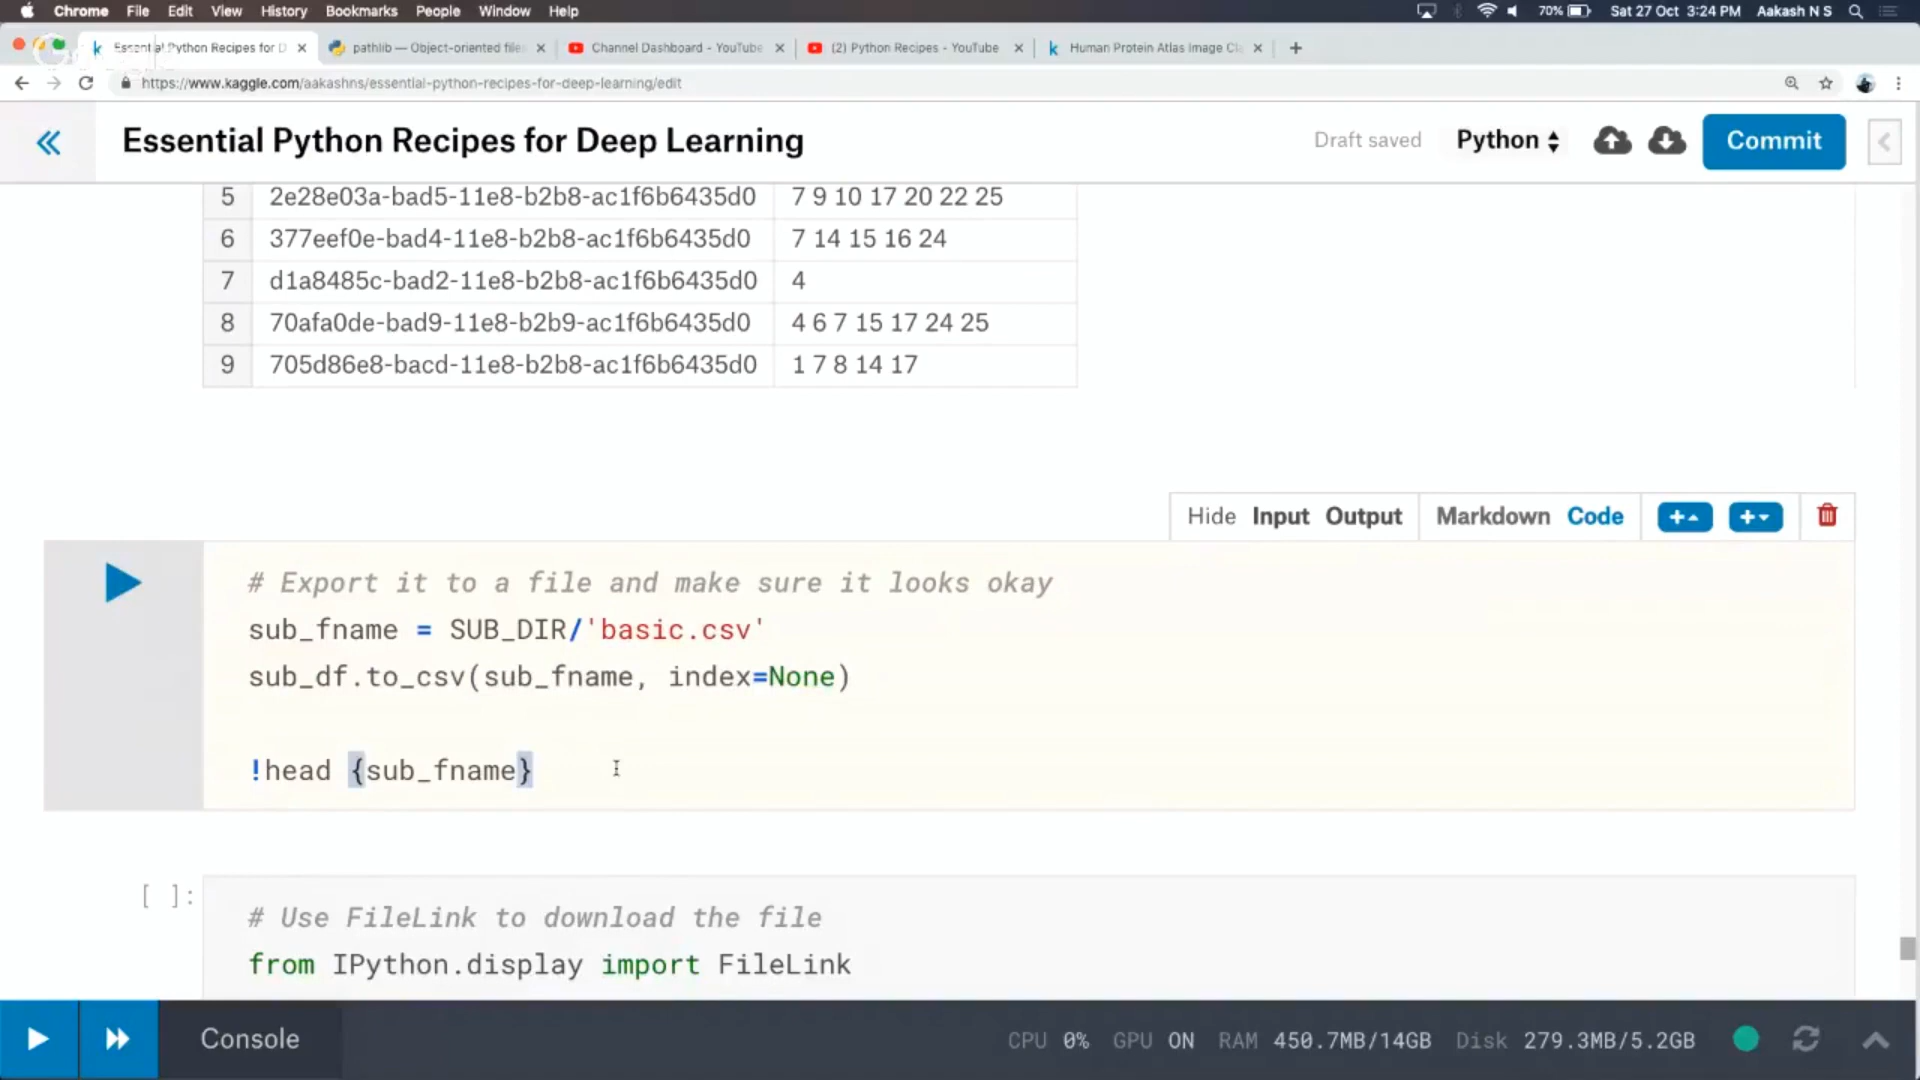 Chrome File Edit View History Bookmarks People Window Help 70% Sat 27 Oct 3:24 PM Aakash N S
Essential Python Recipes for D pathlib — Object-oriented files Channel Dashboard - YouTube (2) Python Recipes - YouTube Human Protein Atlas Image Cl
https://www.kaggle.com/aakashns/essential-python-recipes-for-deep-learning/edit
Essential Python Recipes for Deep Learning Draft saved Python Commit
5 2e28e03a-bad5-11e8-b2b8-ac1f6b6435d0 7 9 10 17 20 22 25
6 377eef0e-bad4-11e8-b2b8-ac1f6b6435d0 7 14 15 16 24
7 d1a8485c-bad2-11e8-b2b8-ac1f6b6435d0 4
8 70afa0de-bad9-11e8-b2b9-ac1f6b6435d0 4 6 7 15 17 24 25
9 705d86e8-bacd-11e8-b2b8-ac1f6b6435d0 1 7 8 14 17
Hide Input Output Markdown Code
# Export it to a file and make sure it looks okay
sub_fname = SUB_DIR/'basic.csv'
sub_df.to_csv(sub_fname, index=None)
!head {sub_fname}
[ ]:
# Use FileLink to download the file
from IPython.display import FileLink
Console CPU 0% GPU ON RAM 450.7MB/14GB Disk 279.3MB/5.2GB